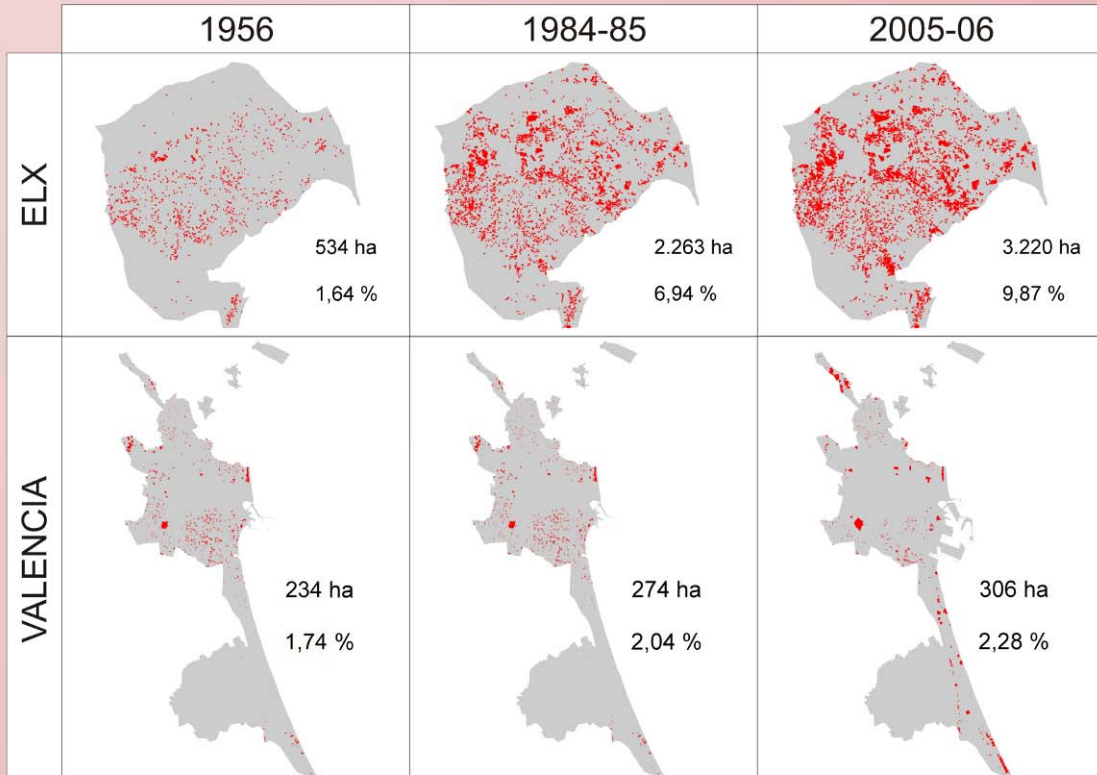 1956
1984-85
2005-06
ELX
534 ha
1,64 %
2.263 ha
6,94 %
3.220 ha
9,87 %
VALENCIA
234 ha
1,74 %
274 ha
2,04 %
306 ha
2,28 %